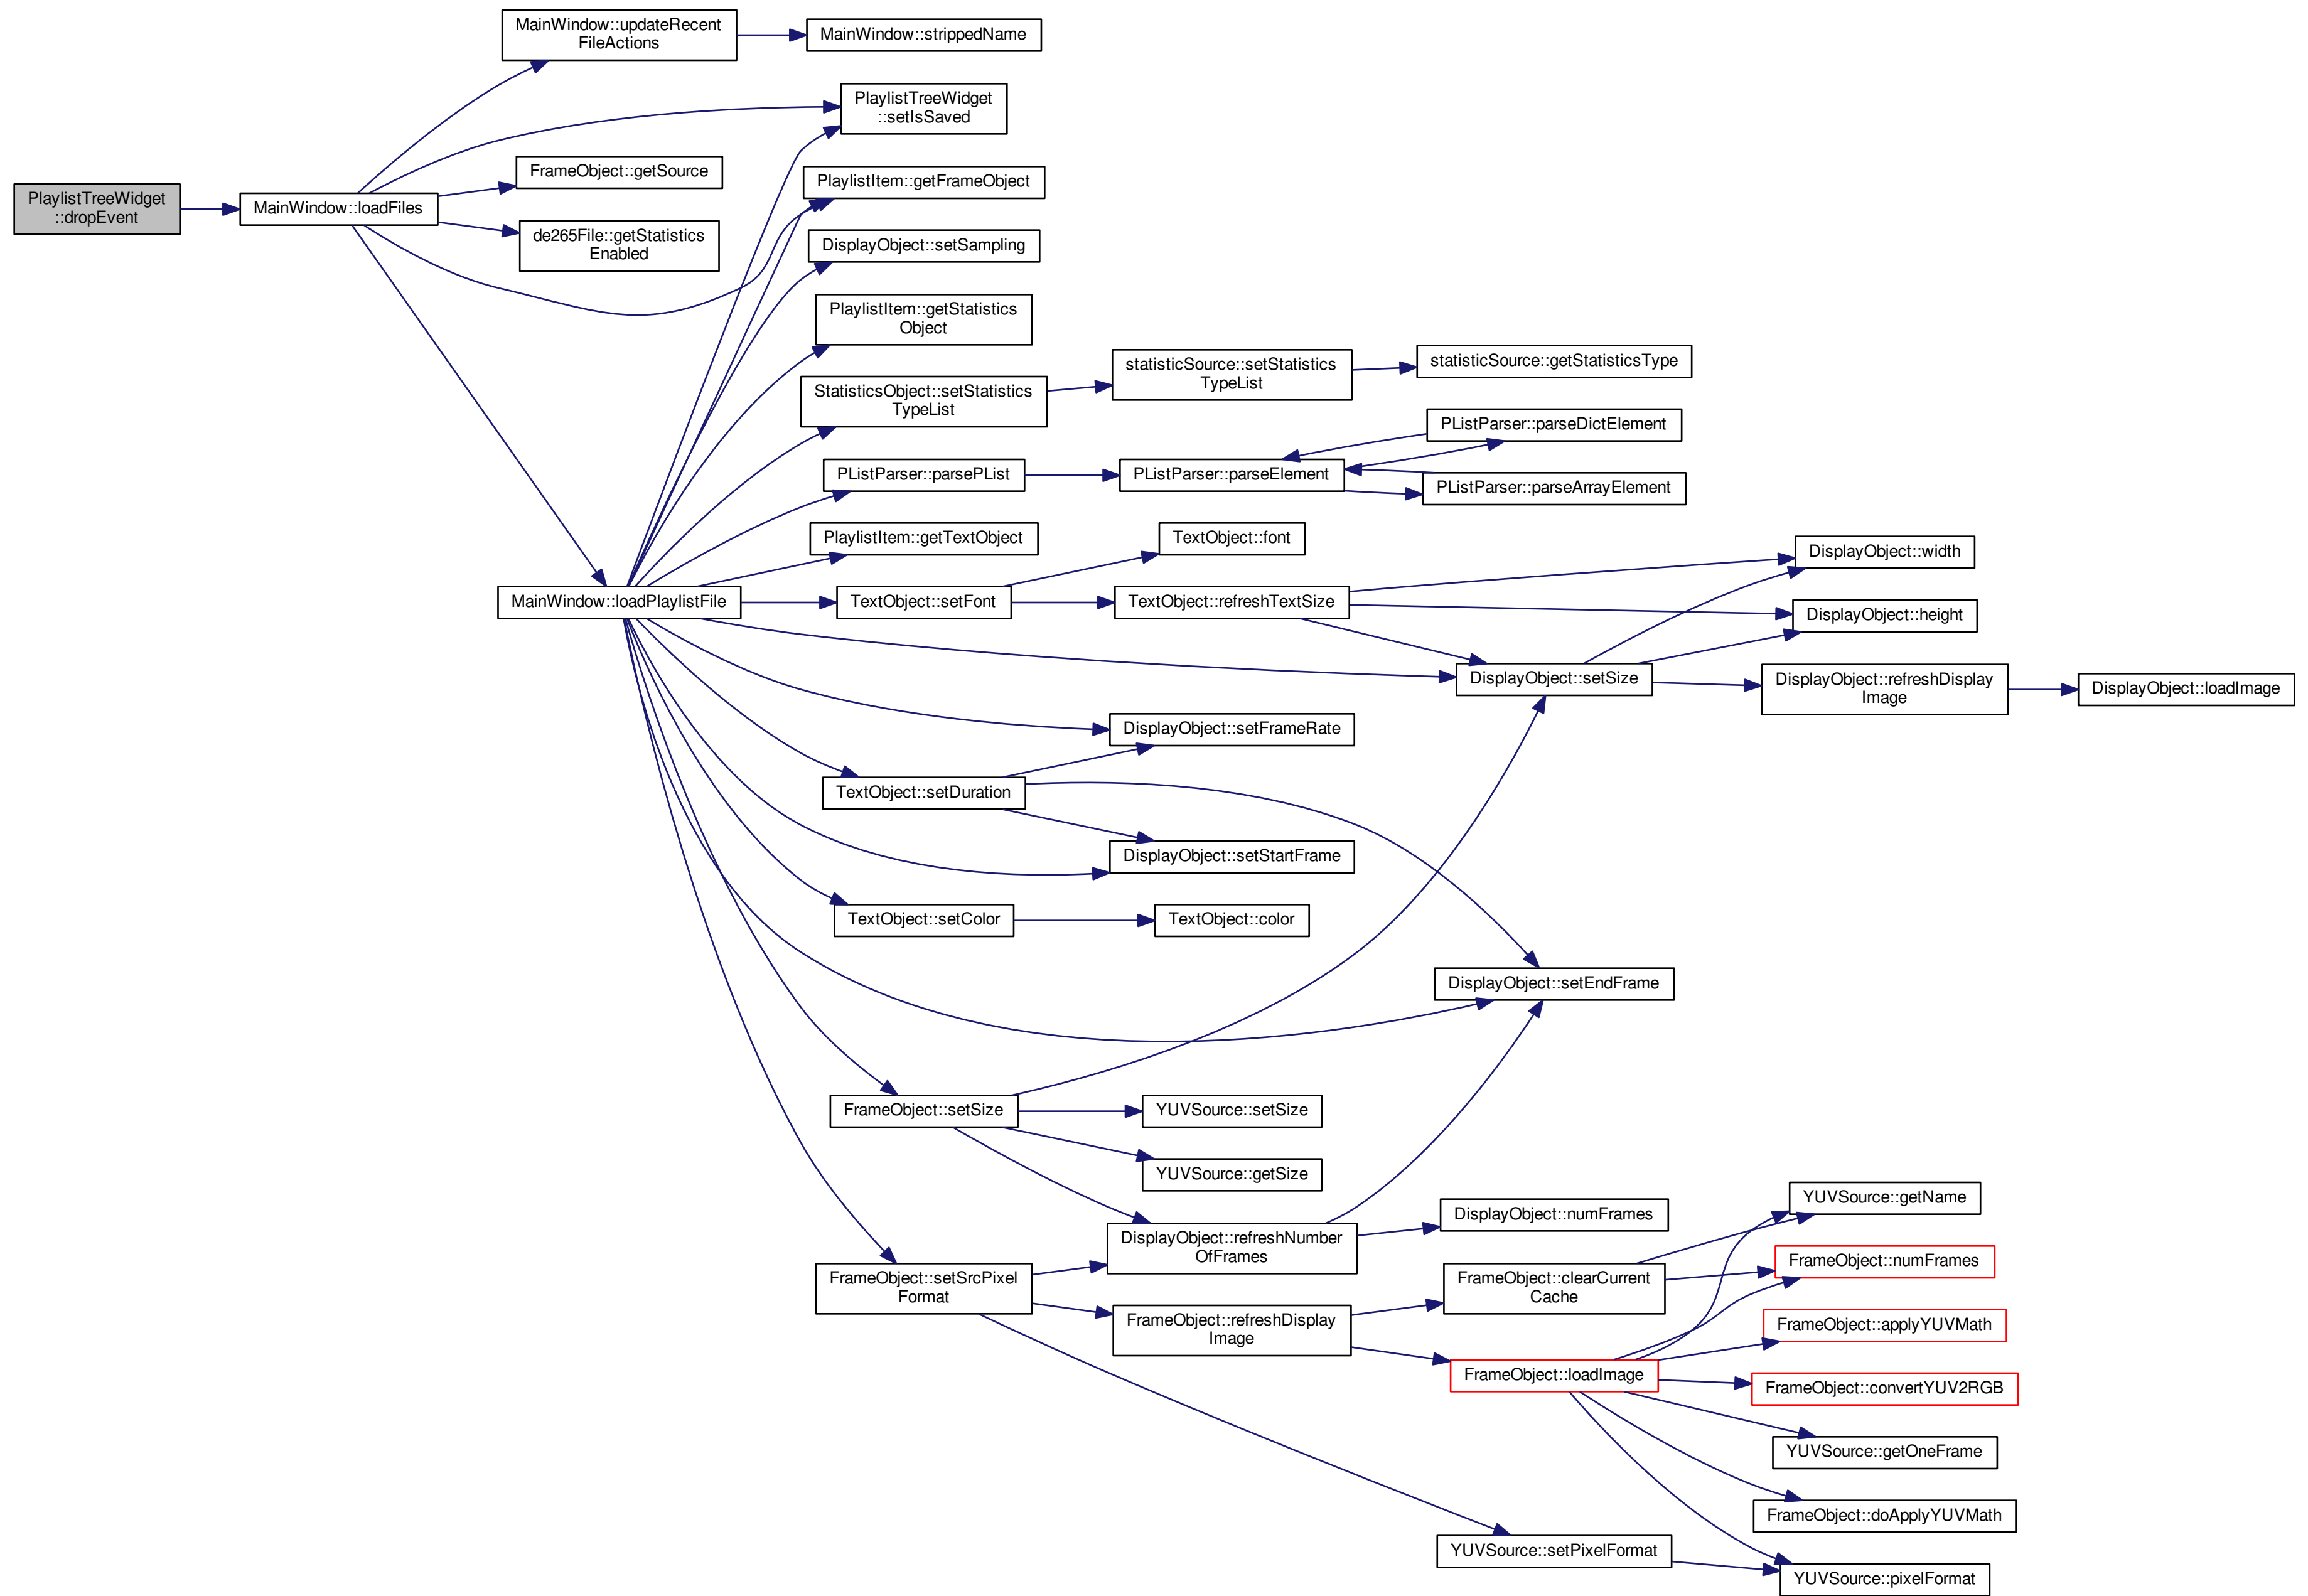 MainWindow::updateRecent
FileActions
MainWindow::strippedName
PlaylistTreeWidget
::setIsSaved
FrameObject::getSource
PlaylistItem::getFrameObject
PlaylistTreeWidget
::dropEvent
MainWindow::loadFiles
de265File::getStatistics
Enabled
DisplayObject::setSampling
PlaylistItem::getStatistics
Object
statisticSource::setStatistics
TypeList
statisticSource::getStatisticsType
StatisticsObject::setStatistics
TypeList
PListParser::parseDictElement
PListParser::parsePList
PListParser::parseElement
PListParser::parseArrayElement
PlaylistItem::getTextObject
TextObject::font
DisplayObject::width
MainWindow::loadPlaylistFile
TextObject::setFont
TextObject::refreshTextSize
DisplayObject::height
DisplayObject::setSize
DisplayObject::refreshDisplay
Image
DisplayObject::loadImage
DisplayObject::setFrameRate
TextObject::setDuration
DisplayObject::setStartFrame
TextObject::setColor
TextObject::color
DisplayObject::setEndFrame
FrameObject::setSize
YUVSource::setSize
YUVSource::getSize
YUVSource::getName
DisplayObject::numFrames
DisplayObject::refreshNumber
OfFrames
FrameObject::numFrames
FrameObject::setSrcPixel
Format
FrameObject::clearCurrent
Cache
FrameObject::refreshDisplay
Image
FrameObject::applyYUVMath
FrameObject::loadImage
FrameObject::convertYUV2RGB
YUVSource::getOneFrame
FrameObject::doApplyYUVMath
YUVSource::setPixelFormat
YUVSource::pixelFormat